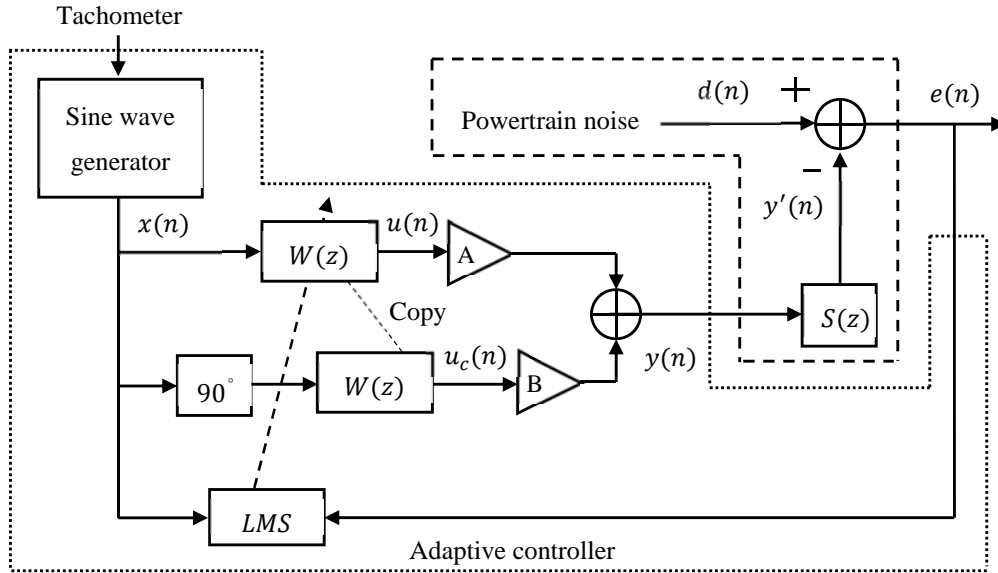 Tachometer
Sine wave
generator
Powertrain noise
d(n)
+
e(n)
−
y′(n)
x(n)
W(z)
u(n)
A
Copy
S(z)
y(n)
90°
W(z)
u_c(n)
B
LMS
Adaptive controller